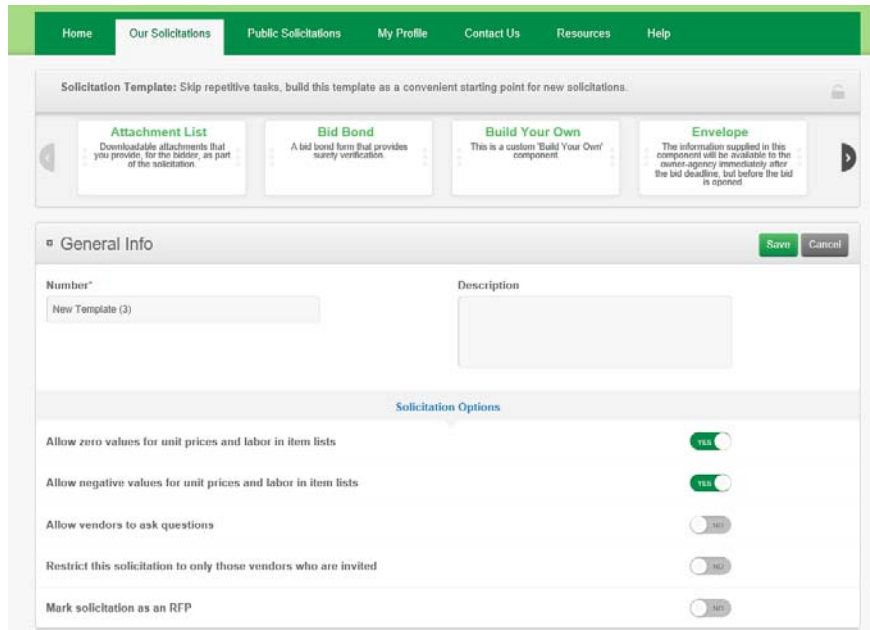 Home Our Solicitations Public Solicitations My Profile Contact Us Resources Help
Solicitation Template: Skip repetitive tasks, build this template as a convenient starting point for new solicitations.
Attachment List
Downloadable attachments that
you provide, for the bidder, as part
of the solicitation.
Bid Bond
A bid bond form that provides
surety verification.
Build Your Own
This is a custom 'Build Your Own'
component
Envelope
The information supplied in this
component will be available to the
owner-agency immediately after
the bid deadline, but before the bid
is opened
General Info
Save Cancel
Number*
New Template (3)
Description
Solicitation Options
Allow zero values for unit prices and labor in item lists YES
Allow negative values for unit prices and labor in item lists YES
Allow vendors to ask questions NO
Restrict this solicitation to only those vendors who are invited NO
Mark solicitation as an RFP NO